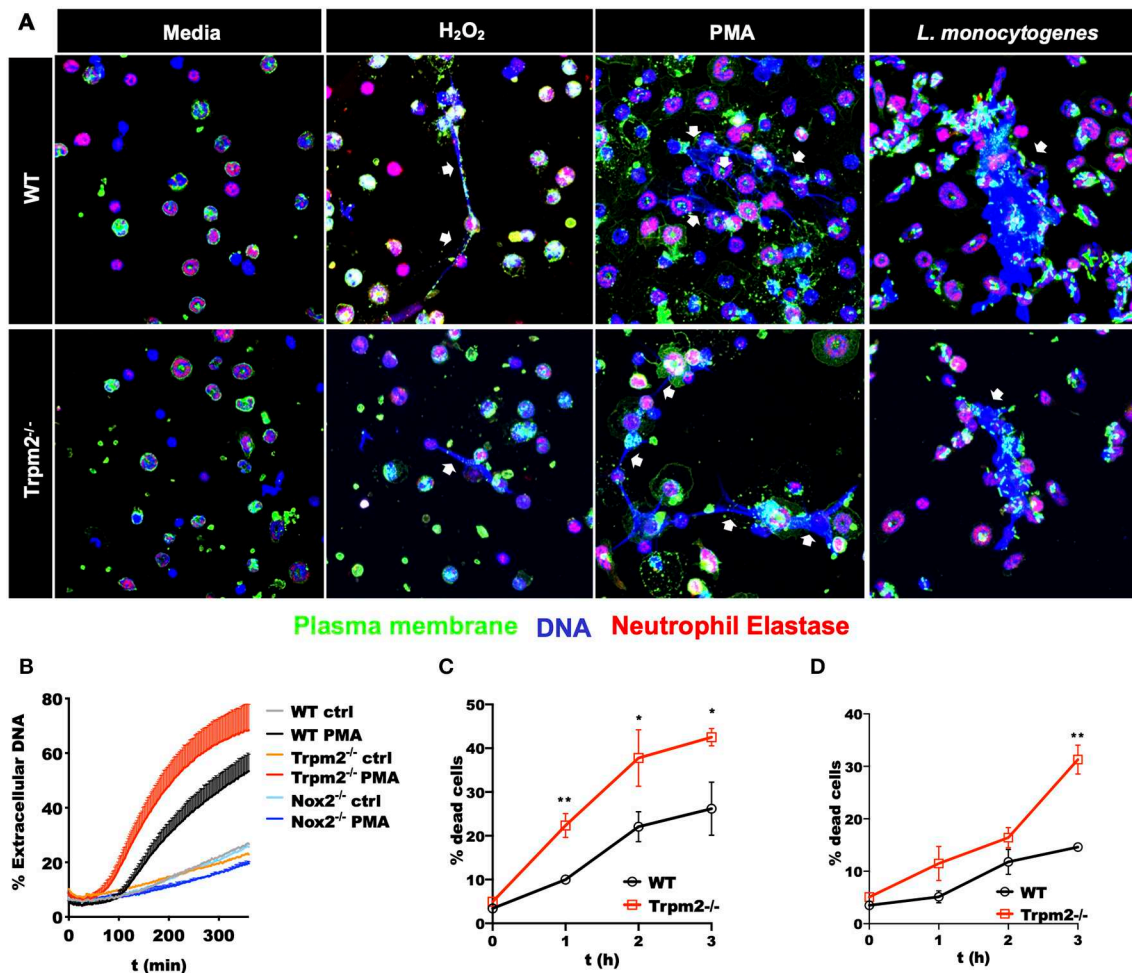 A
Media
H₂O₂
PMA
L. monocytogenes
WT
Trpm2-/-
Plasma membrane DNA Neutrophil Elastase
B
% Extracellular DNA
80
60
40
20
0
0 100 200 300
t (min)
WT ctrl
WT PMA
Trpm2-/- ctrl
Trpm2-/- PMA
Nox2-/- ctrl
Nox2-/- PMA
C
% dead cells
50
40
30
20
10
0
0 1 2 3
t (h)
** * *
WT
Trpm2-/-
D
% dead cells
40
30
20
10
0
0 1 2 3
t (h)
**
WT
Trpm2-/-